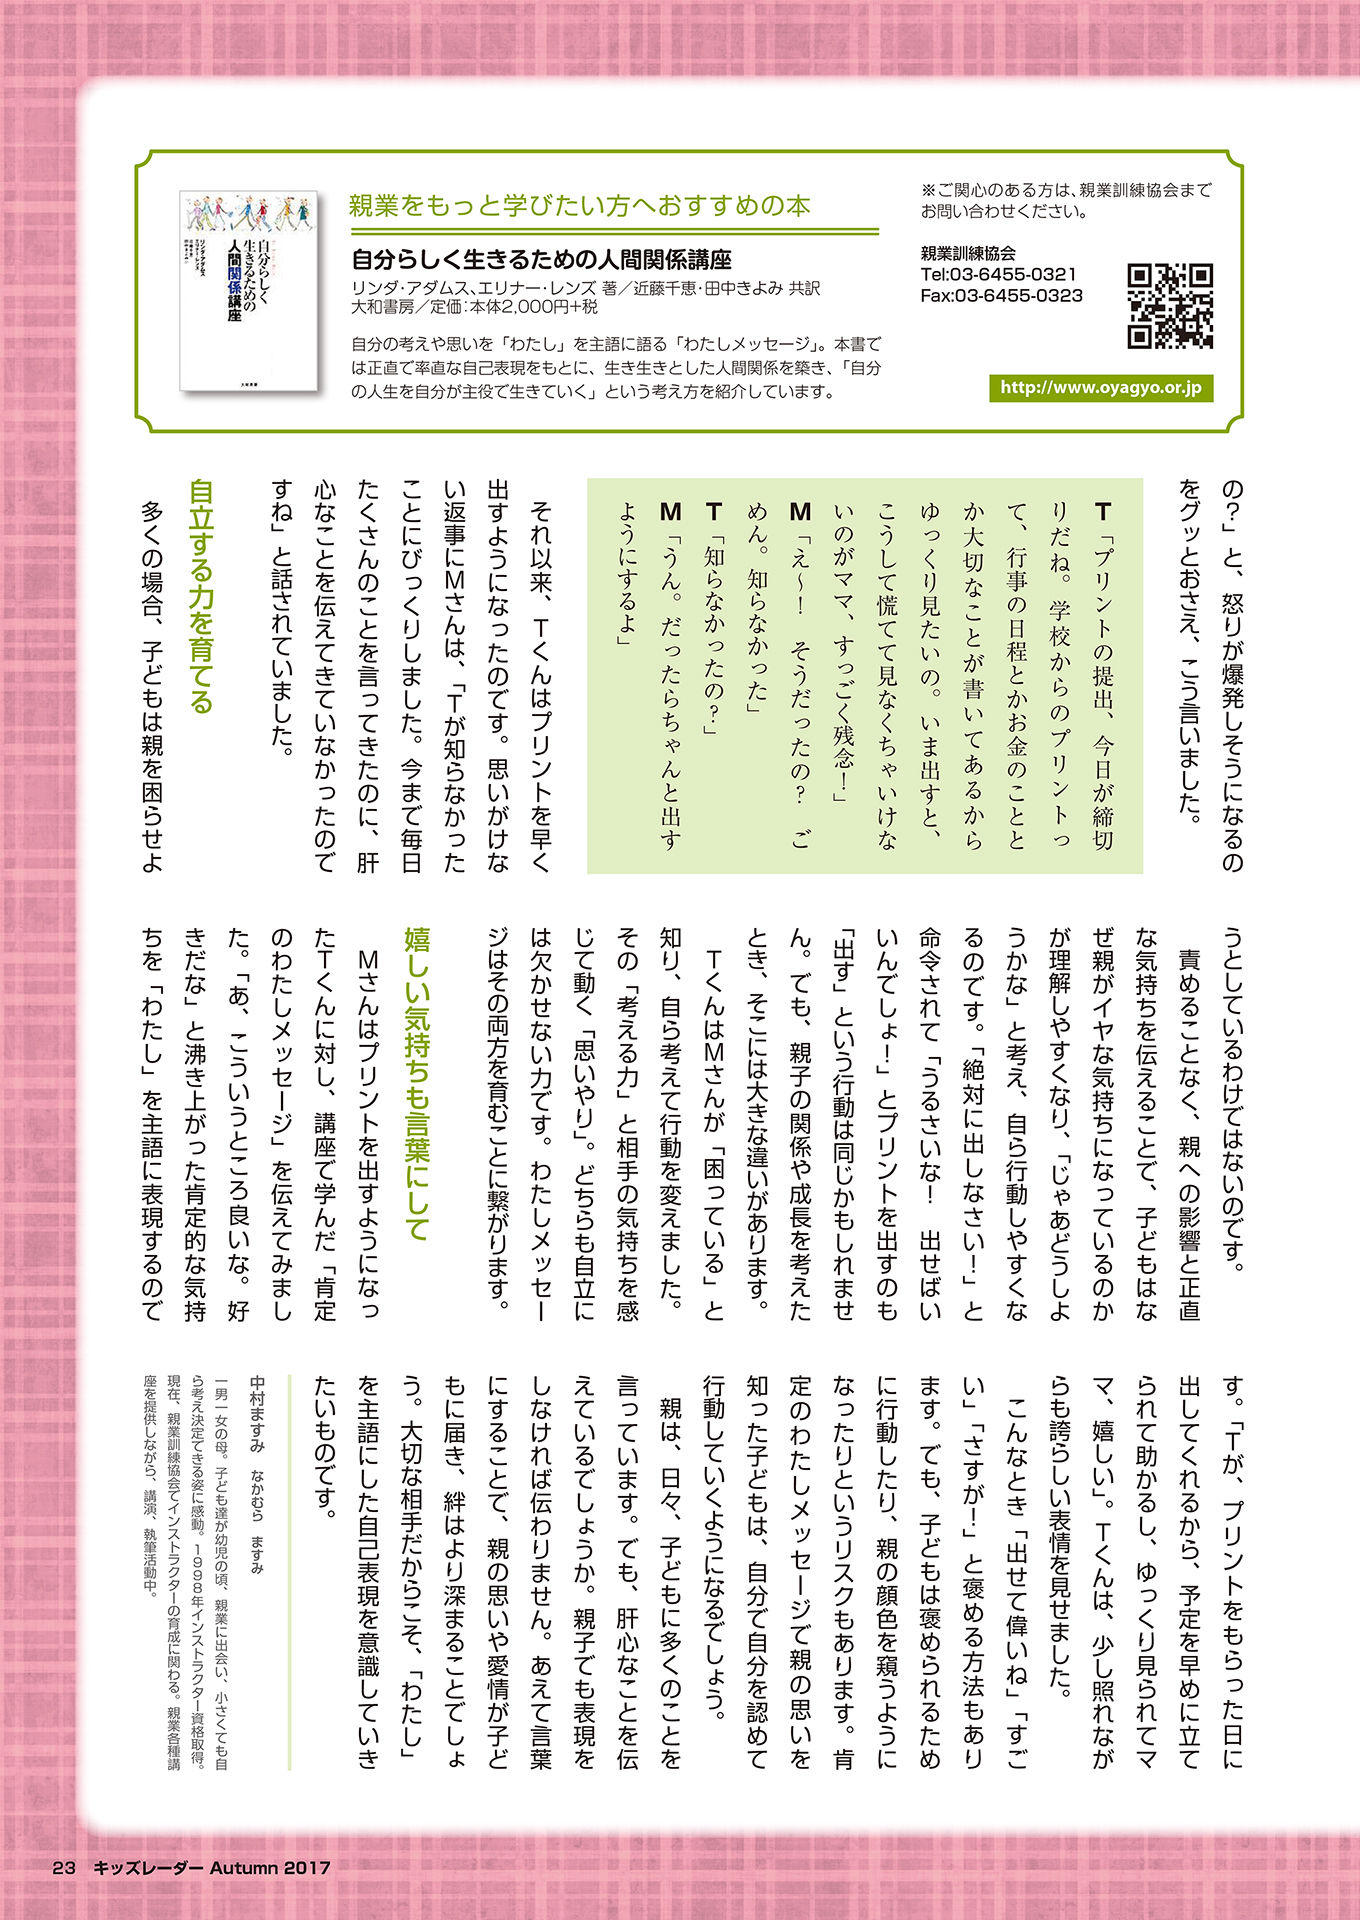 親業をもっと学びたい方へおすすめの本
自分らしく生きるための人間関係講座
リンダ・アダムス、エリナー・レンズ 著／近藤千恵・田中きよみ 共訳
大和書房／定価：本体2,000円+税
自分の考えや思いを「わたし」を主語に語る「わたしメッセージ」。本書で
は正直で率直な自己表現をもとに、生き生きとした人間関係を築き、「自分
の人生を自分が主役で生きていく」という考え方を紹介しています。
自分らしく
生きるための
人間関係講座
リンダ・アダムス
エリナー・レンズ
大和書房
※ご関心のある方は、親業訓練協会まで
お問い合わせください。
親業訓練協会
Tel:03-6455-0321
Fax:03-6455-0323
http://www.oyagyo.or.jp
の？」と、怒りが爆発しそうになるの
をグッとおさえ、こう言いました。
T「プリントの提出、今日が締切
りだね。学校からのプリントっ
て、行事の日程とかお金のことと
か大切なことが書いてあるから
ゆっくり見たいの。いま出すと、
こうして慌てて見なくちゃいけな
いのがママ、すっごく残念！」
M「え～！　そうだったの？　ご
めん。知らなかった」
T「知らなかったの？」
M「うん。だったらちゃんと出す
ようにするよ」
それ以来、Tくんはプリントを早く
出すようになったのです。思いがけな
い返事にMさんは、「Tが知らなかった
ことにびっくりしました。今まで毎日
たくさんのことを言ってきたのに、肝
心なことを伝えてきていなかったので
すね」と話されていました。
自立する力を育てる
多くの場合、子どもは親を困らせよ
うとしているわけではないのです。
責めることなく、親への影響と正直
な気持ちを伝えることで、子どもはな
ぜ親がイヤな気持ちになっているのか
が理解しやすくなり、「じゃあどうしよ
うかな」と考え、自ら行動しやすくな
るのです。「絶対に出しなさい！」と
命令されて「うるさいな！　出せばい
いんでしょ！」とプリントを出すのも
「出す」という行動は同じかもしれませ
ん。でも、親子の関係や成長を考えた
とき、そこには大きな違いがあります。
TくんはMさんが「困っている」と
知り、自ら考えて行動を変えました。
その「考える力」と相手の気持ちを感
じて動く「思いやり」。どちらも自立に
は欠かせない力です。わたしメッセー
ジはその両方を育むことに繋がります。
嬉しい気持ちも言葉にして
Mさんはプリントを出すようになっ
たTくんに対し、講座で学んだ「肯定
のわたしメッセージ」を伝えてみまし
た。「あ、こういうところ良いな。好
きだな」と沸き上がった肯定的な気持
ちを「わたし」を主語に表現するので
す。「Tが、プリントをもらった日に
出してくれるから、予定を早めに立て
られて助かるし、ゆっくり見られてマ
マ、嬉しい」。Tくんは、少し照れなが
らも誇らしい表情を見せました。
こんなとき「出せて偉いね」「すご
い」「さすが！」と褒める方法もあり
ます。でも、子どもは褒められるため
に行動したり、親の顔色を窺うように
なったりというリスクもあります。肯
定のわたしメッセージで親の思いを
知った子どもは、自分で自分を認めて
行動していくようになるでしょう。
親は、日々、子どもに多くのことを
言っています。でも、肝心なことを伝
えているでしょうか。親子でも表現を
しなければ伝わりません。あえて言葉
にすることで、親の思いや愛情が子ど
もに届き、絆はより深まることでしょ
う。大切な相手だからこそ、「わたし」
を主語にした自己表現を意識していき
たいものです。
中村ますみ　なかむら　ますみ
一男一女の母。子ども達が幼児の頃、親業に出会い、小さくても自
ら考え決定できる姿に感動。1998年インストラクター資格取得。
現在、親業訓練協会でインストラクターの育成に関わる。親業各種講
座を提供しながら、講演、執筆活動中。
23 キッズレーダー Autumn 2017